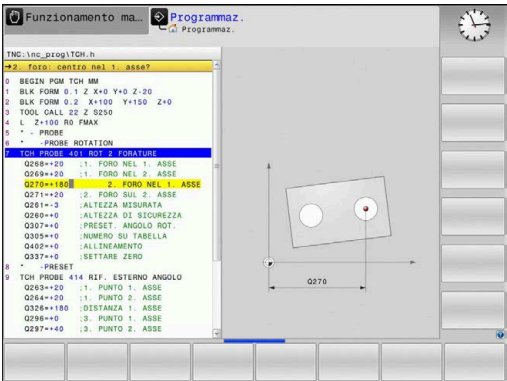 Funzionamento ma…
Programmaz.
Programmaz.
TNC:\nc_prog\TCH.h
→2. foro: centro nel 1. asse?
0 BEGIN PGM TCH MM
1 BLK FORM 0.1 Z X+0 Y+0 Z-20
2 BLK FORM 0.2 X+100 Y+150 Z+0
3 TOOL CALL 22 Z S250
4 L Z+100 R0 FMAX
5 * - PROBE
6 * -PROBE ROTATION
7 TCH PROBE 401 ROT 2 FORATURE
Q268=+20 ;1. FORO NEL 1. ASSE
Q269=+20 ;1. FORO NEL 2. ASSE
Q270=+180 2. FORO NEL 1. ASSE
Q271=+20 ;2. FORO SUL 2. ASSE
Q261=-3 ;ALTEZZA MISURATA
Q260=+0 ;ALTEZZA DI SICUREZZA
Q307=+0 ;PRESET. ANGOLO ROT.
Q305=+0 ;NUMERO SU TABELLA
Q402=+0 ;ALLINEAMENTO
Q337=+0 ;SETTARE ZERO
8 * -PRESET
9 TCH PROBE 414 RIF. ESTERNO ANGOLO
Q263=+20 ;1. PUNTO 1. ASSE
Q264=+20 ;1. PUNTO 2. ASSE
Q326=+180 ;DISTANZA 1. ASSE
Q296=+0 ;3. PUNTO 1. ASSE
Q297=+40 ;3. PUNTO 2. ASSE
Q270